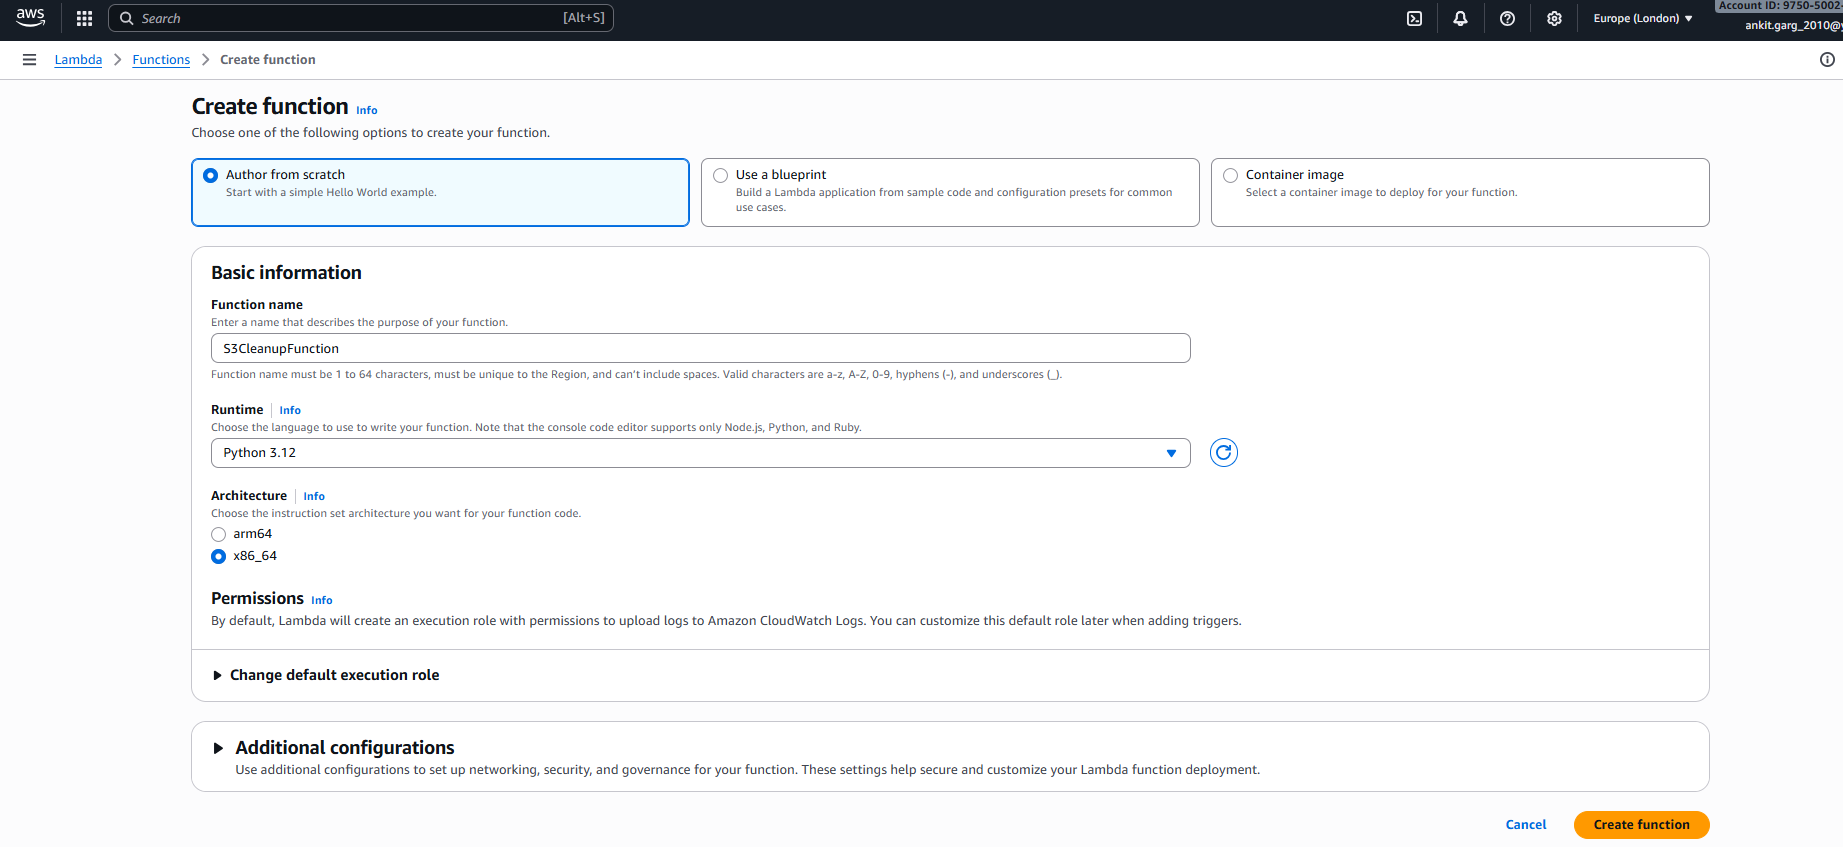 aws
Search
[Alt+S]
Europe (London)
Account ID: 9750-5002-
ankit.garg_2010@
Lambda
Functions
Create function
Create function Info
Choose one of the following options to create your function.
Author from scratch
Start with a simple Hello World example.
Use a blueprint
Build a Lambda application from sample code and configuration presets for common
use cases.
Container image
Select a container image to deploy for your function.
Basic information
Function name
Enter a name that describes the purpose of your function.
S3CleanupFunction
Function name must be 1 to 64 characters, must be unique to the Region, and can't include spaces. Valid characters are a-z, A-Z, 0-9, hyphens (-), and underscores (_).
Runtime Info
Choose the language to use to write your function. Note that the console code editor supports only Node.js, Python, and Ruby.
Python 3.12
Architecture Info
Choose the instruction set architecture you want for your function code.
arm64
x86_64
Permissions Info
By default, Lambda will create an execution role with permissions to upload logs to Amazon CloudWatch Logs. You can customize this default role later when adding triggers.
Change default execution role
Additional configurations
Use additional configurations to set up networking, security, and governance for your function. These settings help secure and customize your Lambda function deployment.
Cancel
Create function